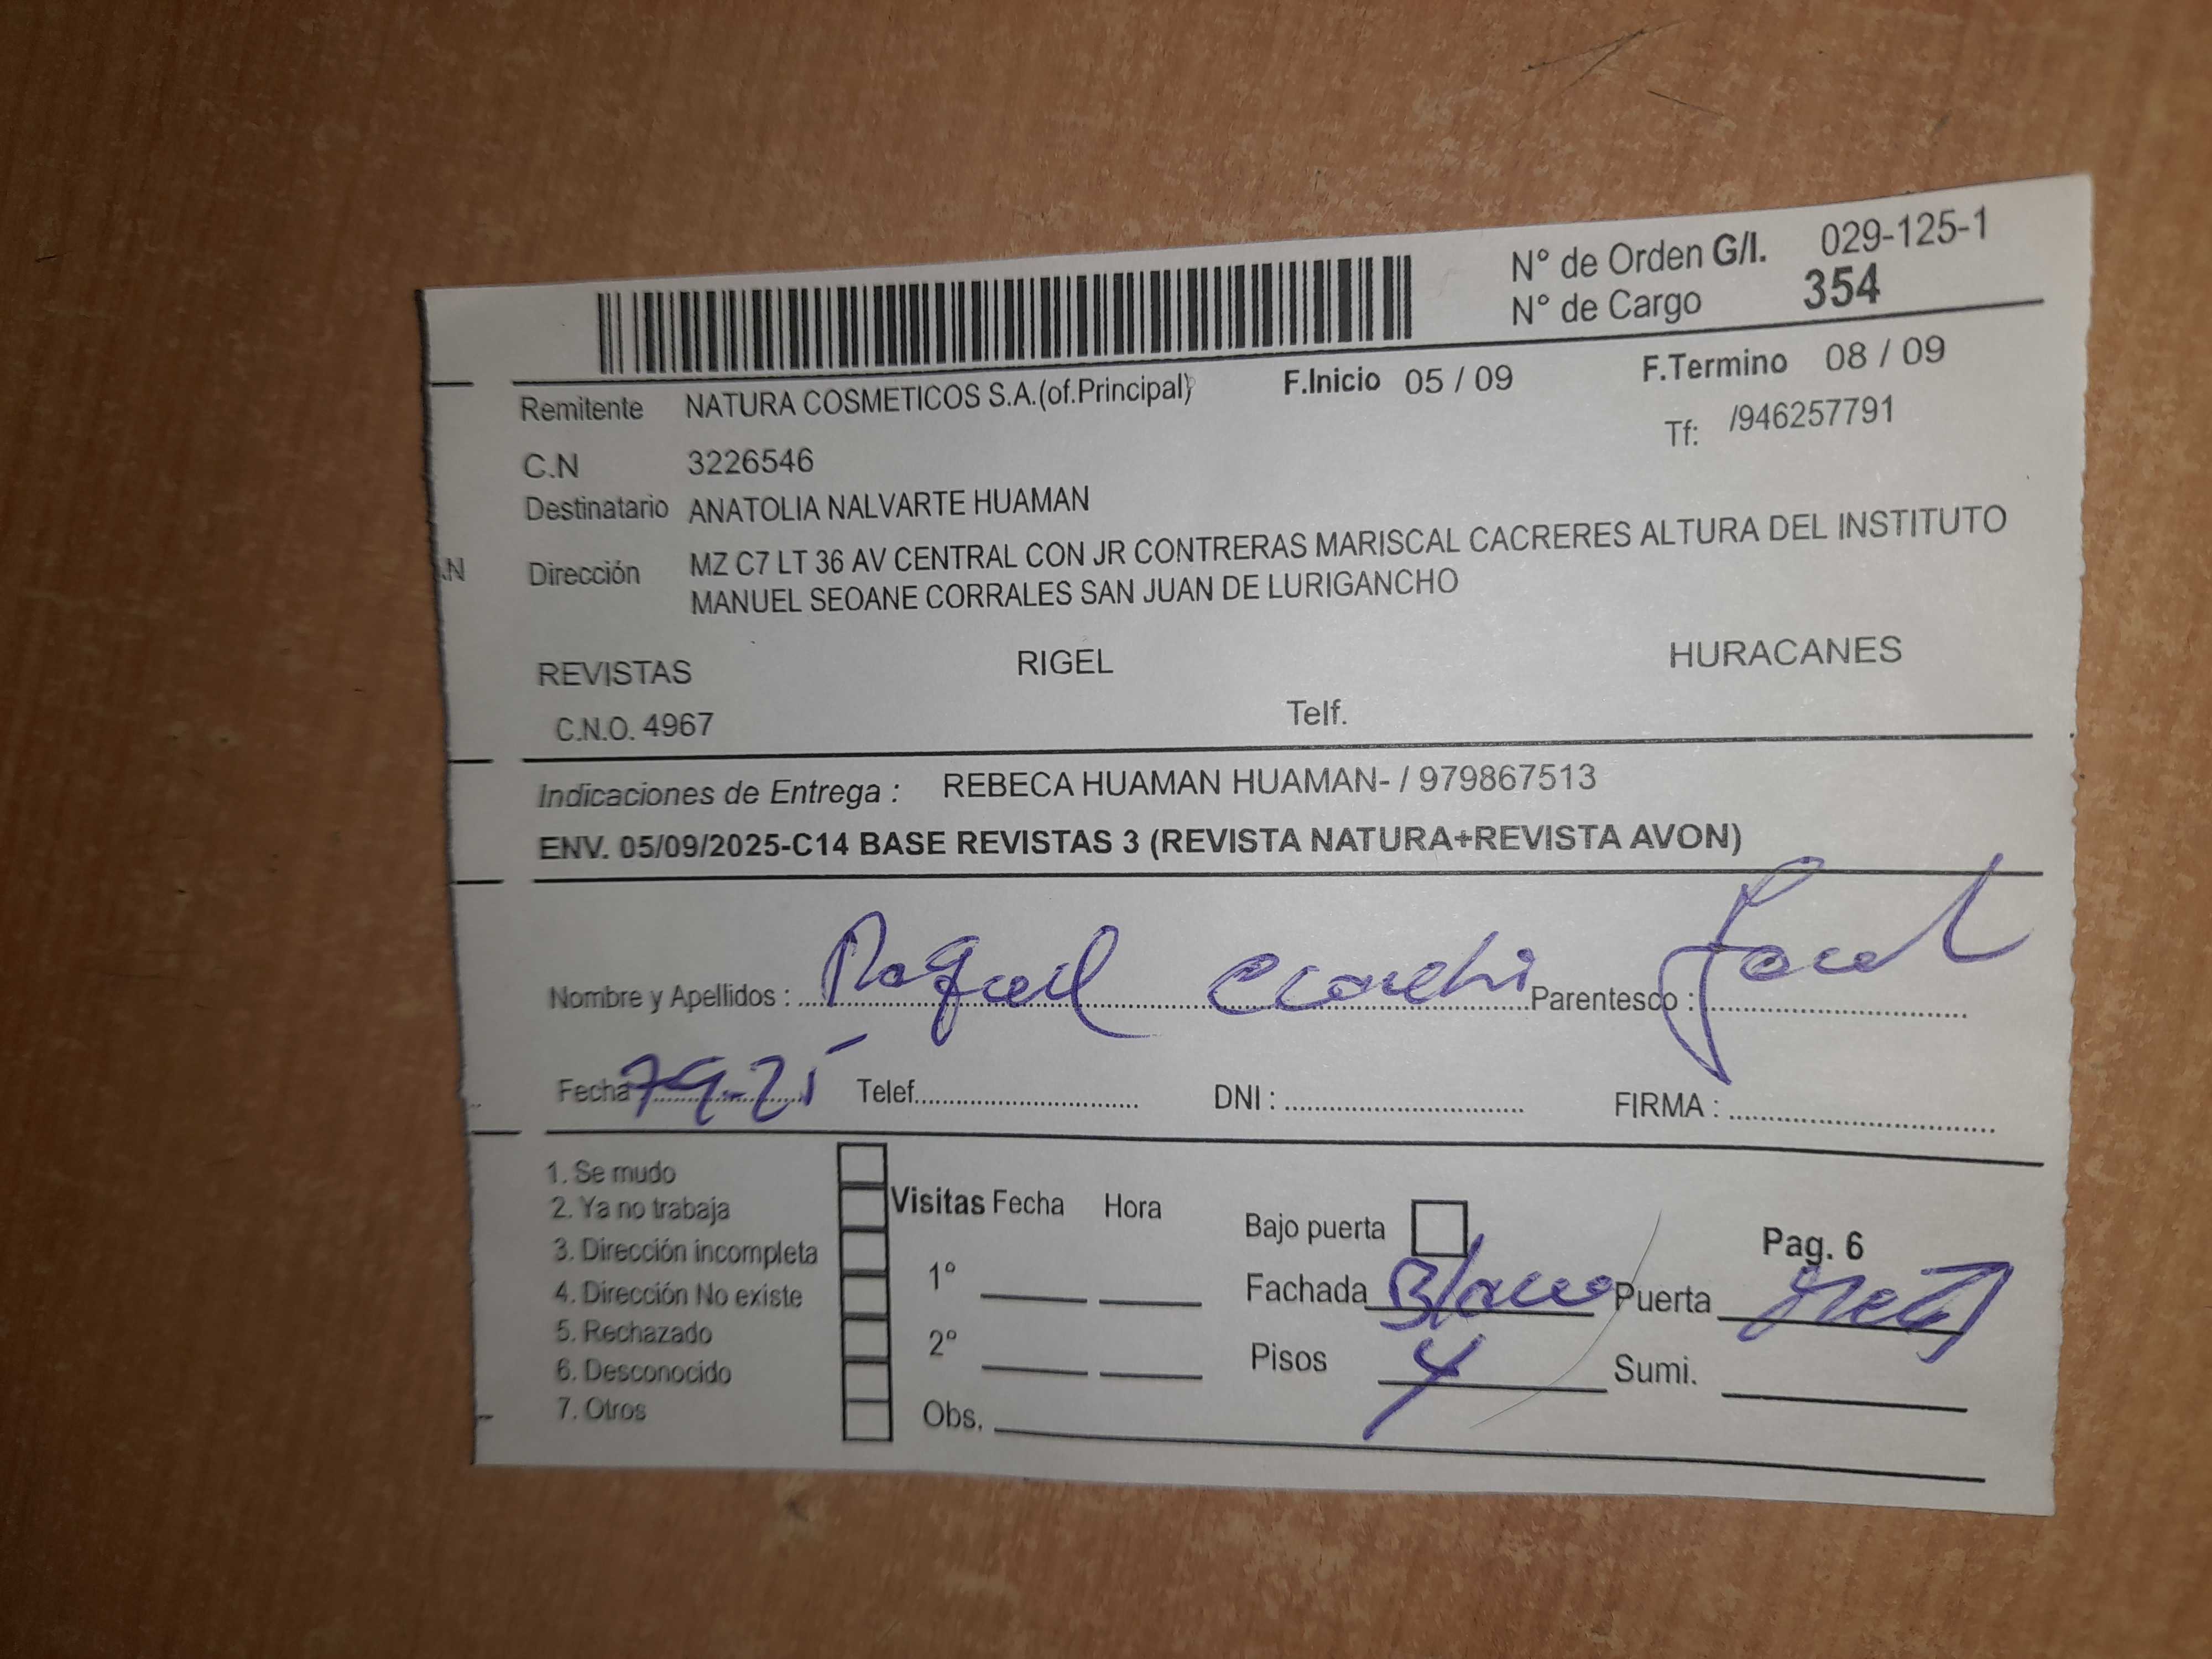 N° de Orden G/I. 029-125-1
N° de Cargo 354
Remitente NATURA COSMETICOS S.A.(of.Principal) F.Inicio 05 / 09 F.Termino 08 / 09
C.N 3226546 Tf: /946257791
Destinatario ANATOLIA NALVARTE HUAMAN
.N Dirección MZ C7 LT 36 AV CENTRAL CON JR CONTRERAS MARISCAL CACRERES ALTURA DEL INSTITUTO
MANUEL SEOANE CORRALES SAN JUAN DE LURIGANCHO
REVISTAS RIGEL HURACANES
C.N.O. 4967 Telf.
Indicaciones de Entrega : REBECA HUAMAN HUAMAN- / 979867513
ENV. 05/09/2025-C14 BASE REVISTAS 3 (REVISTA NATURA+REVISTA AVON)
Nombre y Apellidos : Raquel Parentesco :
Fecha 79-25 Telef. DNI : FIRMA :
1. Se mudo
2. Ya no trabaja Visitas Fecha Hora Bajo puerta Pag. 6
3. Dirección incompleta
4. Dirección No existe 1° Fachada Blanco Puerta
5. Rechazado 2° Pisos 4 Sumi.
6. Desconocido
7. Otros Obs.